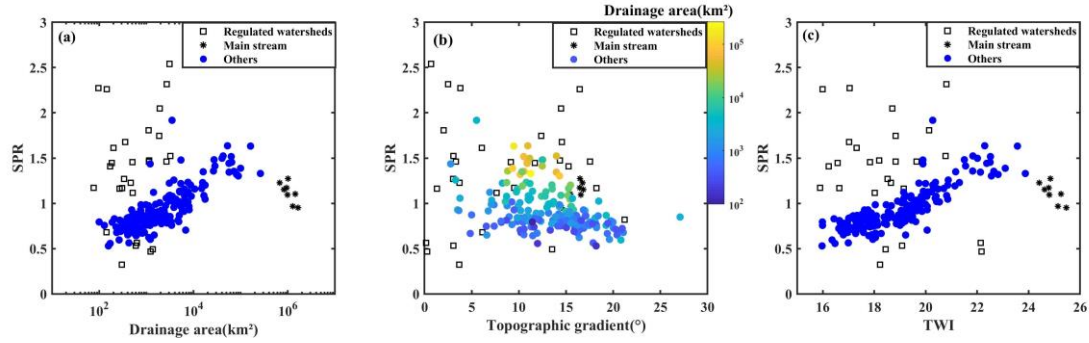 (a)
Regulated watersheds
Main stream
Others
SPR
3
2.5
2
1.5
1
0.5
0
10²
10⁴
10⁶
Drainage area(km²)
(b)
Drainage area(km²)
Regulated watersheds
Main stream
Others
10⁵
10⁴
10³
10²
SPR
3
2.5
2
1.5
1
0.5
0
0
5
10
15
20
25
30
Topographic gradient(°)
(c)
Regulated watersheds
Main stream
Others
SPR
3
2.5
2
1.5
1
0.5
0
16
18
20
22
24
26
TWI